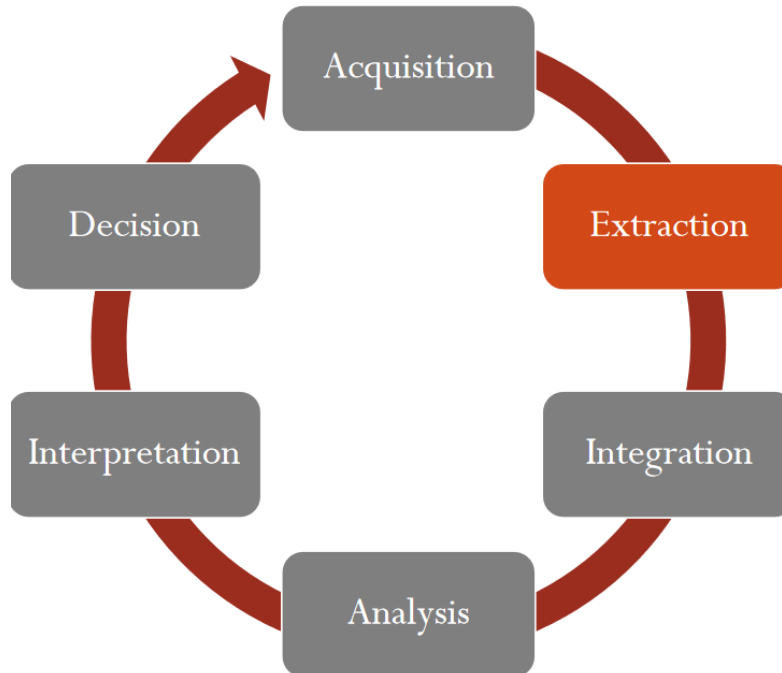 Acquisition
Extraction
Integration
Analysis
Interpretation
Decision